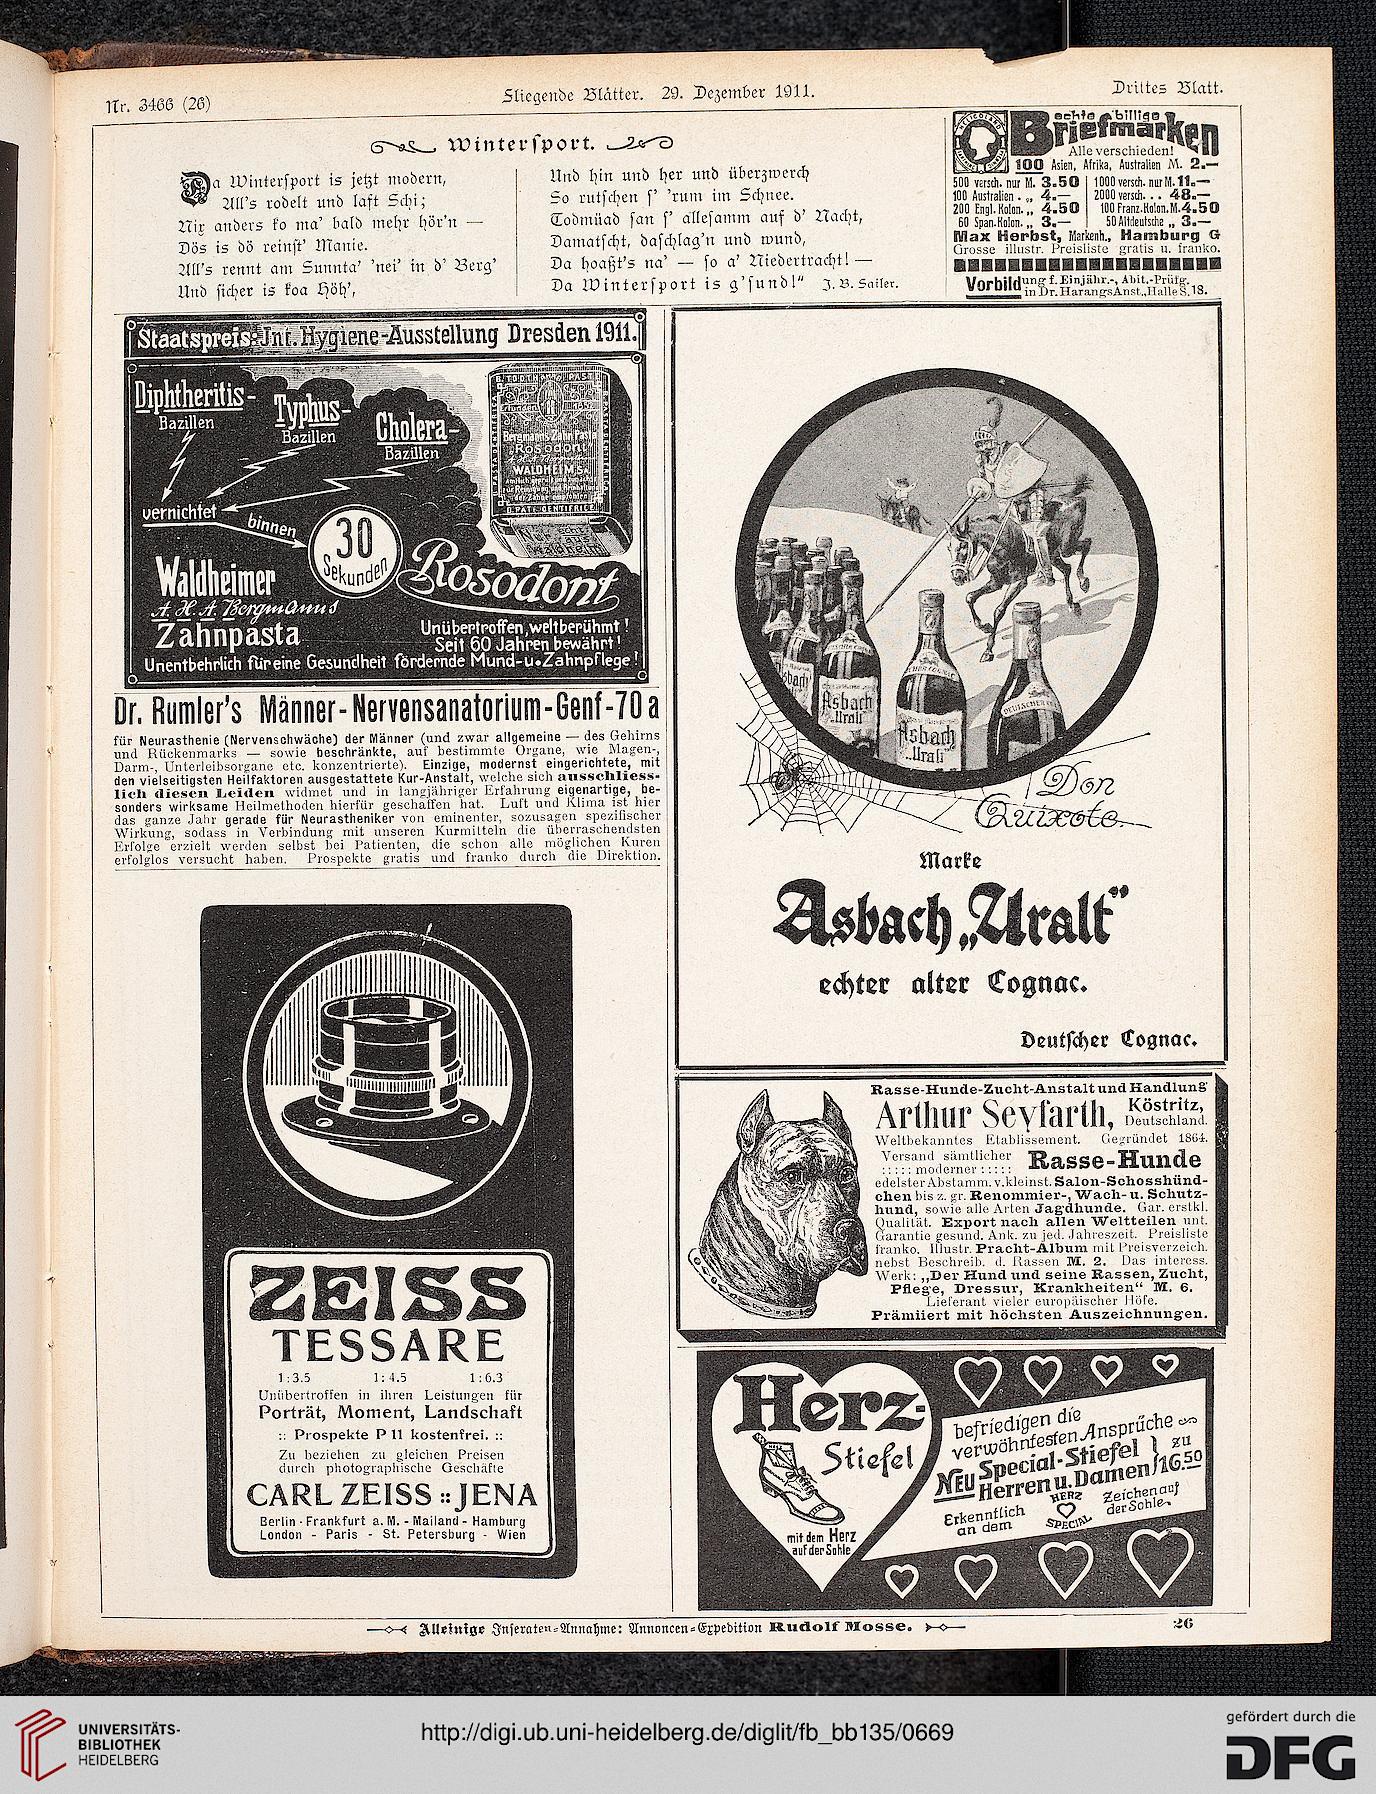 Nr. 3466 (26)
Fliegende Blätter. 29. Dezember 1911.
Drittes Blatt.
Winterſport.
Da Winterſport is jetzt modern,
All's rodelt und laft Schi;
Nix anders ko ma' bald mehr hör'n —
Dös is dö reinſt' Manie.
All's rennt am Sunnta' 'nei' in d' Berg'
Und ſicher is koa Höh',
Und hin und her und überzwerch
So rutſchen ſ' 'rum im Schnee.
Todmüad ſan ſ' alleſamm auf d' Nacht,
Damatſcht, daſchlag'n und wund,
Da hoaßt's na' — ſo a' Niedertracht! —
Da Winterſport is g'ſund!" J. B. Sailer.
HELIGOLAND
echte billige
Briefmarken
Alle verschieden!
100 Asien, Afrika, Australien M. 2.—
500 versch. nur M. 3.50
100 Australien . „ 4.—
200 Engl. Kolon. „ 4.50
60 Span. Kolon. „ 3.—
1000 versch. nur M. 11.—
2000 versch. . . 48.—
100 Franz. Kolon. M. 4.50
50 Altdeutsche „ 3.—
Max Herbst, Markenh., Hamburg G
Grosse illustr. Preisliste gratis u. franko.
Vorbildung f. Einjähr.-, Abit.-Prüfg.
in Dr. Harangs Anst., Halle S. 18.
Staatspreis: Jnt. Hygiene-Ausstellung Dresden 1911.
Diphtheritis-
Bazillen
Typhus-
Bazillen
Cholera-
Bazillen
Bergmanns Zahn Pasta
„Rosodont"
WALDHEIM i. S.
vernichtet
binnen
30
Sekunden
Waldheimer
A. H. A. Bergmanns
Zahnpasta
Rosodont
Unübertroffen, weltberühmt!
Seit 60 Jahren bewährt!
Unentbehrlich für eine Gesundheit fördernde Mund- u. Zahnpflege!
Dr. Rumler's Männer-Nervensanatorium-Genf-70 a
für Neurasthenie (Nervenschwäche) der Männer (und zwar allgemeine — des Gehirns
und Rückenmarks — sowie beschränkte, auf bestimmte Organe, wie Magen-,
Darm-, Unterleibsorgane etc. konzentrierte). Einzige, modernst eingerichtete, mit
den vielseitigsten Heilfaktoren ausgestattete Kur-Anstalt, welche sich ausschliess-
lich diesen Leiden widmet und in langjähriger Erfahrung eigenartige, be-
sonders wirksame Heilmethoden hierfür geschaffen hat. Luft und Klima ist hier
das ganze Jahr gerade für Neurastheniker von eminenter, sozusagen spezifischer
Wirkung, sodass in Verbindung mit unseren Kurmitteln die überraschendsten
Erfolge erzielt werden selbst bei Patienten, die schon alle möglichen Kuren
erfolglos versucht haben. Prospekte gratis und franko durch die Direktion.
ZEISS
TESSARE
1:3.5 1:4.5 1:6.3
Unübertroffen in ihren Leistungen für
Porträt, Moment, Landschaft
:: Prospekte P 11 kostenfrei. ::
Zu beziehen zu gleichen Preisen
durch photographische Geschäfte
CARL ZEISS :: JENA
Berlin - Frankfurt a. M. - Mailand - Hamburg
London - Paris - St. Petersburg - Wien
Asbach
„Uralt"
Asbach
„Uralt"
DEUTSCHER
Don
Quixote
Marke
Asbach „Uralt"
echter alter Cognac.
Deutſcher Cognac.
Rasse-Hunde-Zucht-Anstalt und Handlung
Arthur Seyfarth, Köstritz,
Deutschland.
Weltbekanntes Etablissement. Gegründet 1864.
Versand sämtlicher
::::: moderner :::::
Rasse-Hunde
edelster Abstamm. v. kleinst. Salon-Schosshünd-
chen bis z. gr. Renommier-, Wach- u. Schutz-
hund, sowie alle Arten Jagdhunde. Gar. erstkl.
Qualität. Export nach allen Weltteilen unt.
Garantie gesund. Ank. zu jed. Jahreszeit. Preisliste
franko. Illustr. Pracht-Album mit Preisverzeich.
nebst Beschreib. d. Rassen M. 2. Das interess.
Werk: „Der Hund und seine Rassen, Zucht,
Pflege, Dressur, Krankheiten" M. 6.
Lieferant vieler europäischer Höfe.
Prämiiert mit höchsten Auszeichnungen.
Herz-
Stiefel
mit dem Herz
auf der Sohle
befriedigen die
verwöhntesten Ansprüche
NEU Special-Stiefel } zu
Herren u. Damen 16.50
Erkenntlich
an dem
HERZ
SPECIAL
Zeichen auf
der Sohle.
Alleinige Inſeraten-Annahme: Annoncen-Expedition Rudolf Mosse.
26
UNIVERSITÄTS-
BIBLIOTHEK
HEIDELBERG
http://digi.ub.uni-heidelberg.de/diglit/fb_bb135/0669
gefördert durch die
DFG